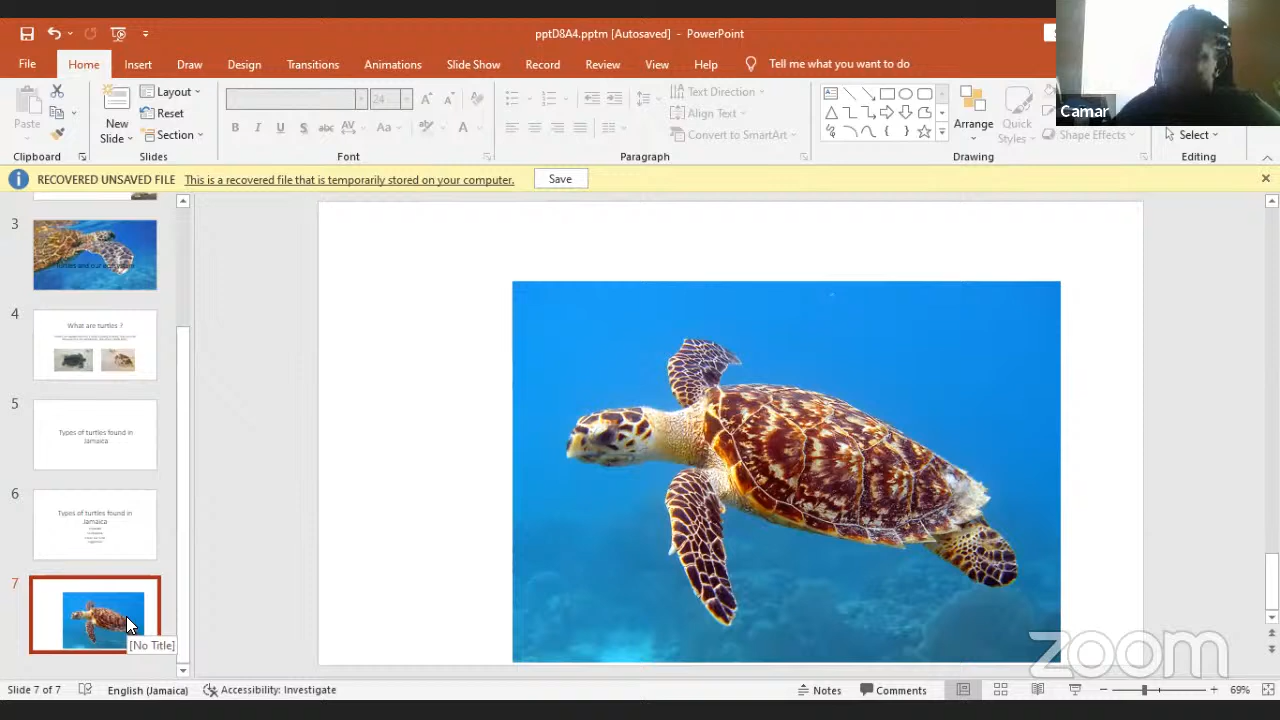 pptD8A4.pptm [Autosaved] - PowerPoint
File Home Insert Draw Design Transitions Animations Slide Show Record Review View Help Tell me what you want to do
Camar
Paste
Clipboard
New Slide
Layout
Reset
Section
Slides
24
Font
Text Direction
Align Text
Convert to SmartArt
Paragraph
Arrange
Quick Styles
Shape Effects
Drawing
Select
Editing
RECOVERED UNSAVED FILE This is a recovered file that is temporarily stored on your computer. Save
3
turtles and our ecosystem
4
What are turtles ?
5
Types of turtles found in
Jamaica
6
Types of turtles found in
Jamaica
7
[No Title]
zoom
Slide 7 of 7 English (Jamaica) Accessibility: Investigate Notes Comments 69%